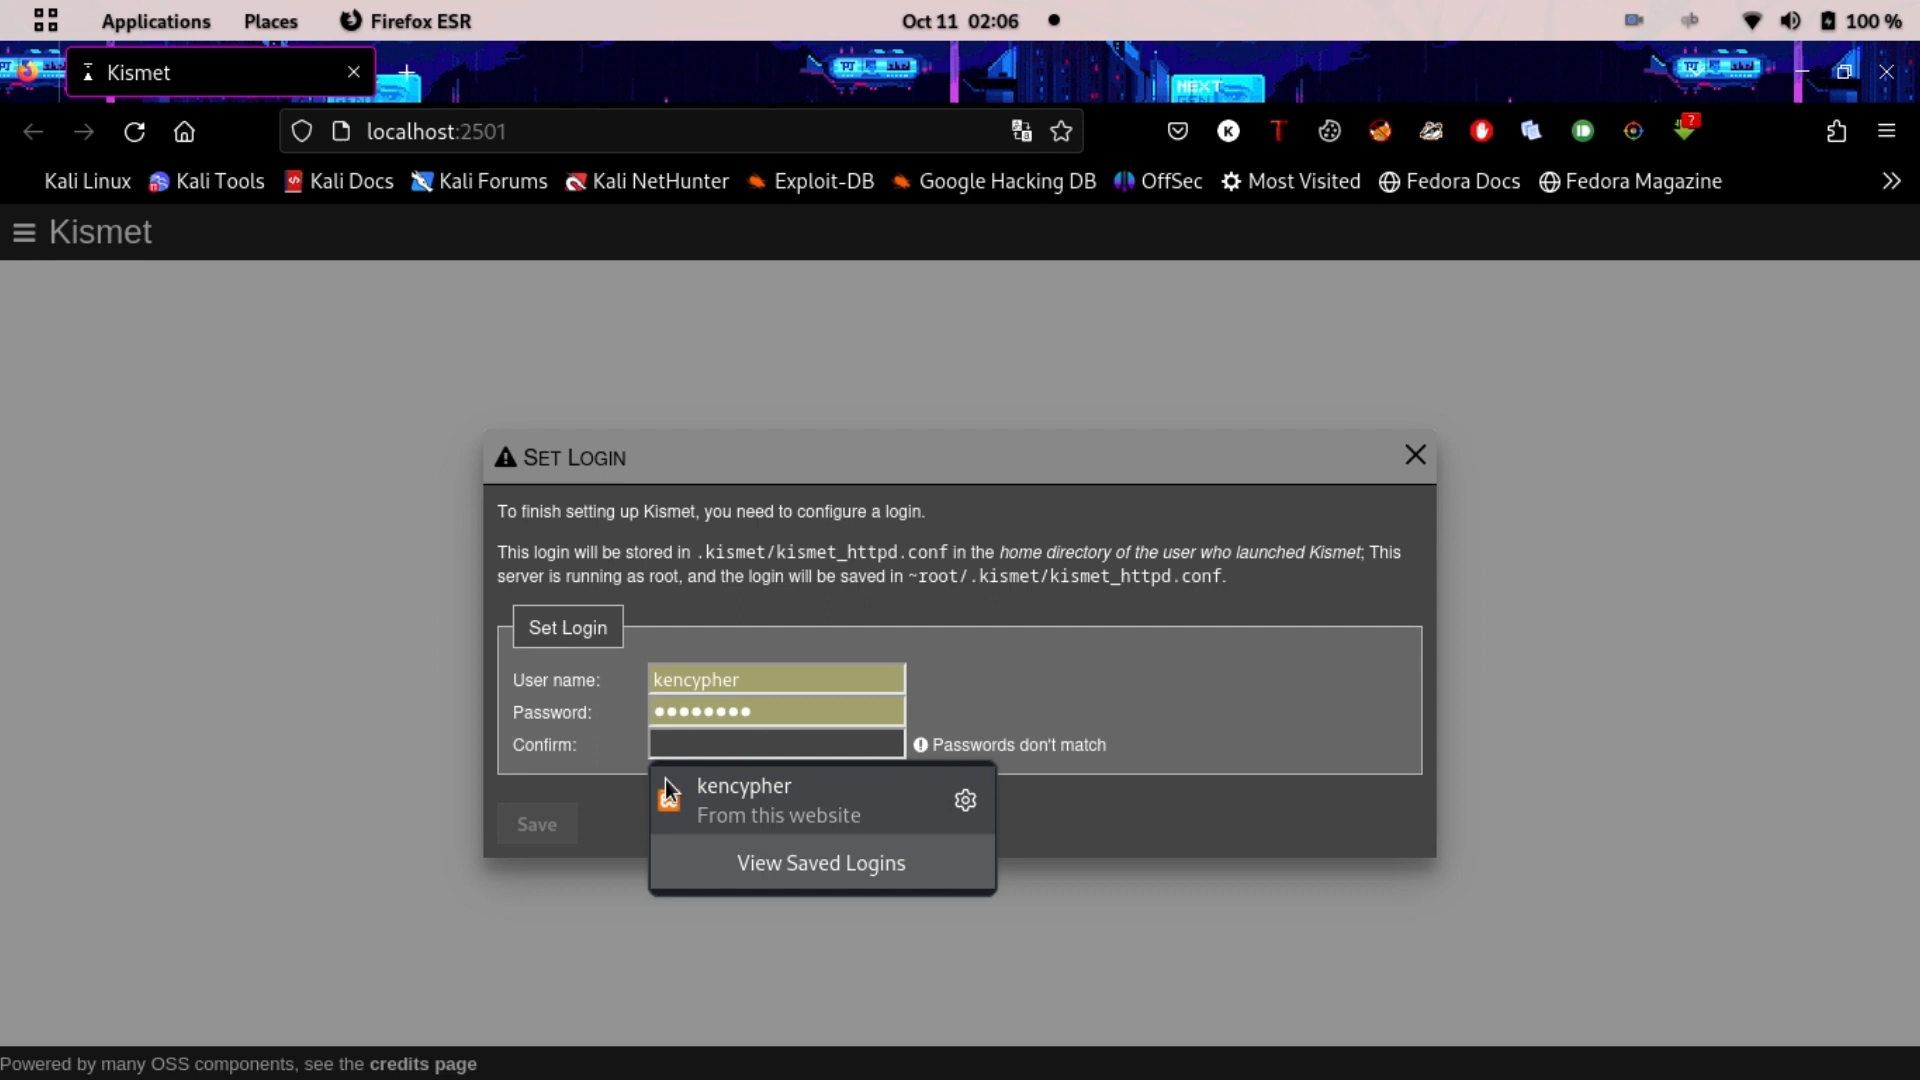 Applications Places Firefox ESR Oct 11 02:06 100 %
Kismet
NEXT
localhost:2501
Kali Linux Kali Tools Kali Docs Kali Forums Kali NetHunter Exploit-DB Google Hacking DB OffSec Most Visited Fedora Docs Fedora Magazine
Kismet
SET LOGIN
To finish setting up Kismet, you need to configure a login.
This login will be stored in .kismet/kismet_httpd.conf in the home directory of the user who launched Kismet; This
server is running as root, and the login will be saved in ~root/.kismet/kismet_httpd.conf.
Set Login
User name: kencypher
Password: ••••••••
Confirm: Passwords don't match
kencypher
From this website
Save
View Saved Logins
Powered by many OSS components, see the credits page